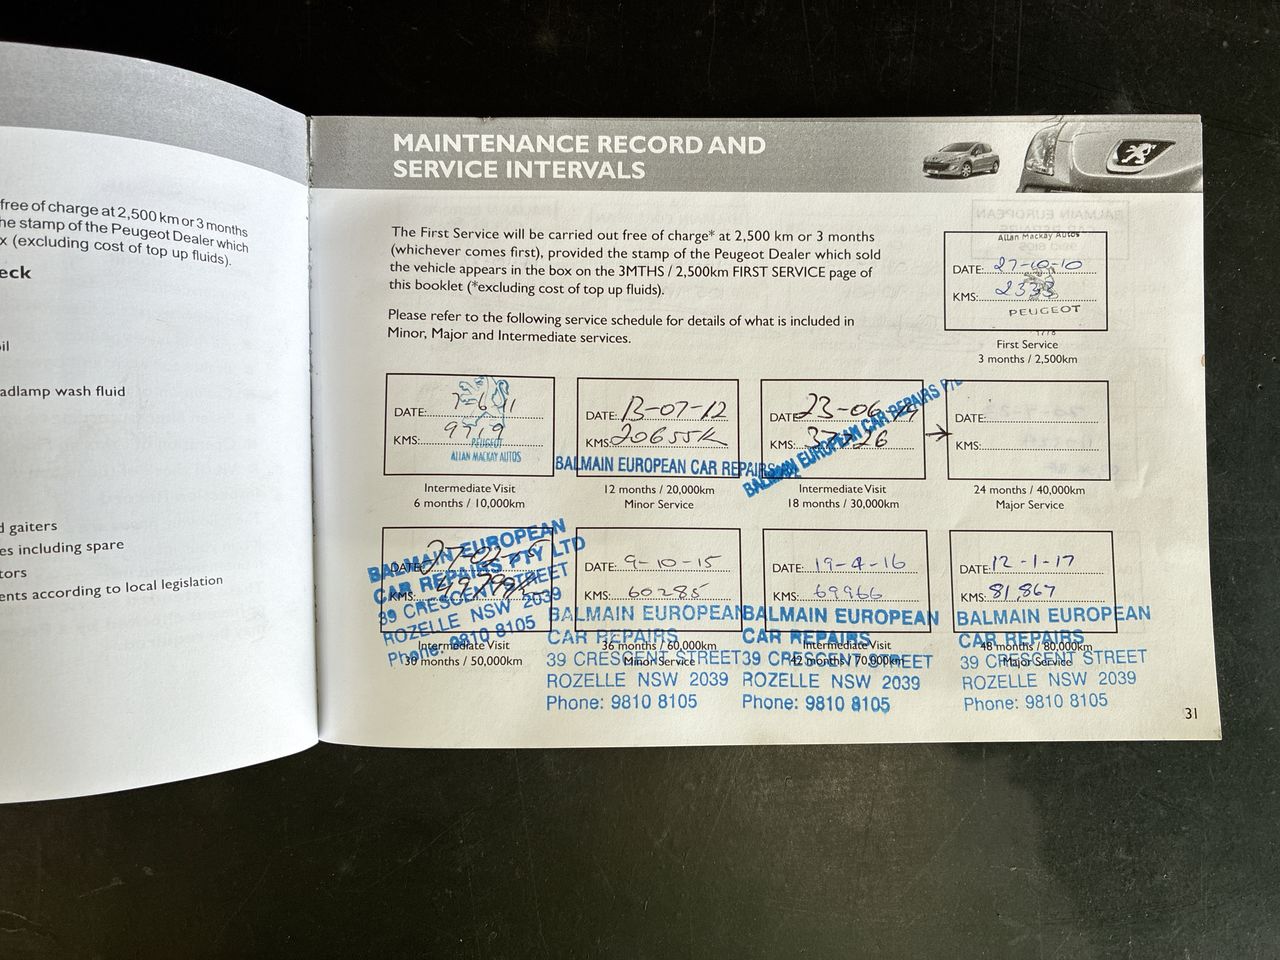 free of charge at 2,500 km or 3 months
he stamp of the Peugeot Dealer which
x (excluding cost of top up fluids).
eck
il
adlamp wash fluid
d gaiters
es including spare
tors
ents according to local legislation
MAINTENANCE RECORD AND
SERVICE INTERVALS
The First Service will be carried out free of charge* at 2,500 km or 3 months
(whichever comes first), provided the stamp of the Peugeot Dealer which sold
the vehicle appears in the box on the 3MTHS / 2,500km FIRST SERVICE page of
this booklet (*excluding cost of top up fluids).
Please refer to the following service schedule for details of what is included in
Minor, Major and Intermediate services.
BALMAIN EUROPEAN
Allan Mackay Autos
DATE: 27-10-10
KMS: 2333
PEUGEOT
First Service
3 months / 2,500km
DATE: 7-6-11
KMS: 9719
PEUGEOT
ALLAN MACKAY AUTOS
Intermediate Visit
6 months / 10,000km
DATE: 13-07-12
KMS: 20655K
BALMAIN EUROPEAN CAR REPAIRS
12 months / 20,000km
Minor Service
DATE: 23-06
KMS:
BALMAIN EUROPEAN CAR REPAIRS P/L
Intermediate Visit
18 months / 30,000km
DATE:
KMS:
24 months / 40,000km
Major Service
DATE:
KMS:
BALMAIN EUROPEAN
CAR REPAIRS PTY LTD
39 CRESCENT STREET
ROZELLE NSW 2039
Phone: 9810 8105
Intermediate Visit
30 months / 50,000km
DATE: 9-10-15
KMS: 60285
BALMAIN EUROPEAN
CAR REPAIRS
39 CRESCENT STREET
ROZELLE NSW 2039
Phone: 9810 8105
36 months / 60,000km
Minor Service
DATE: 19-4-16
KMS: 69966
BALMAIN EUROPEAN
CAR REPAIRS
39 CRESCENT STREET
ROZELLE NSW 2039
Phone: 9810 8105
Intermediate Visit
42 months / 70,000km
DATE: 12-1-17
KMS: 81867
BALMAIN EUROPEAN
CAR REPAIRS
39 CRESCENT STREET
ROZELLE NSW 2039
Phone: 9810 8105
48 months / 80,000km
Major Service
31